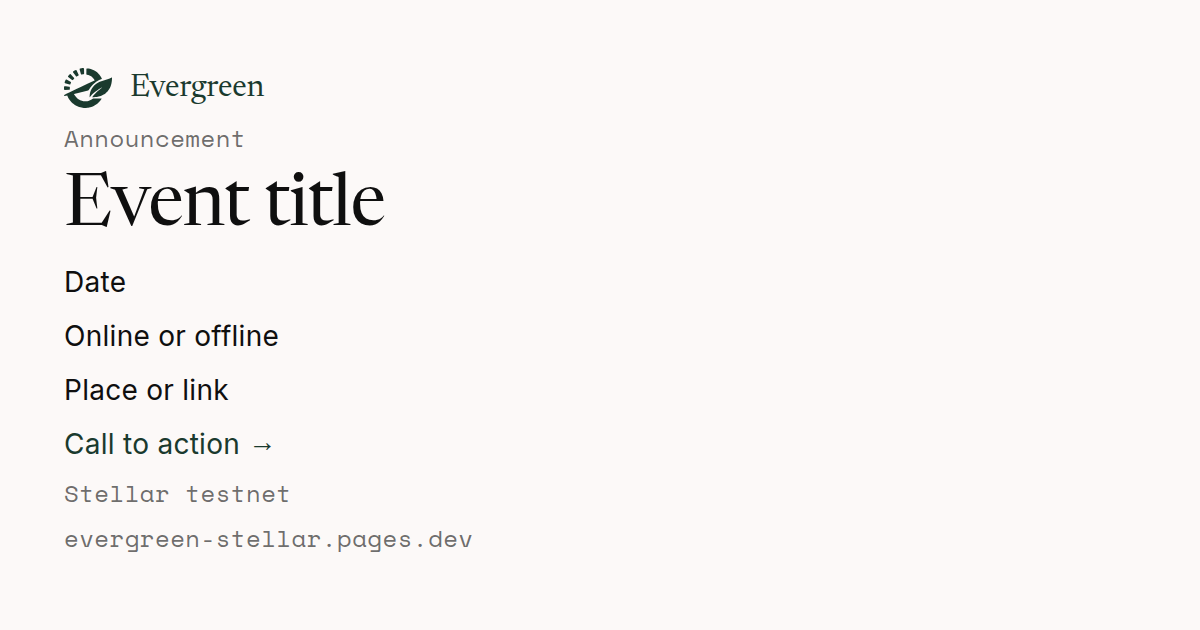 Evergreen
Announcement
Event title
Date
Online or offline
Place or link
Call to action →
Stellar testnet
evergreen-stellar.pages.dev